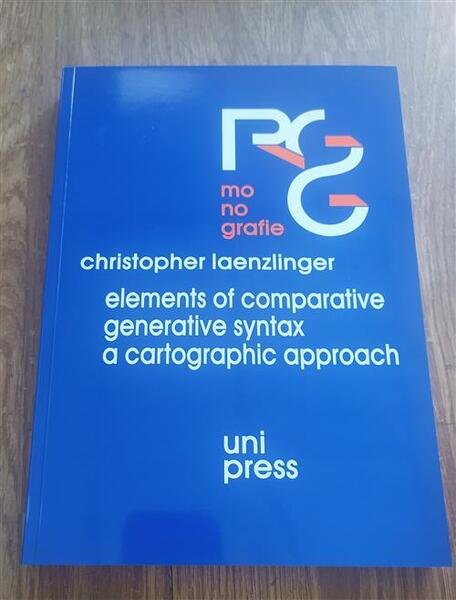 RGG
mo
no
grafie
christopher laenzlinger
elements of comparative
generative syntax
a cartographic approach
uni
press